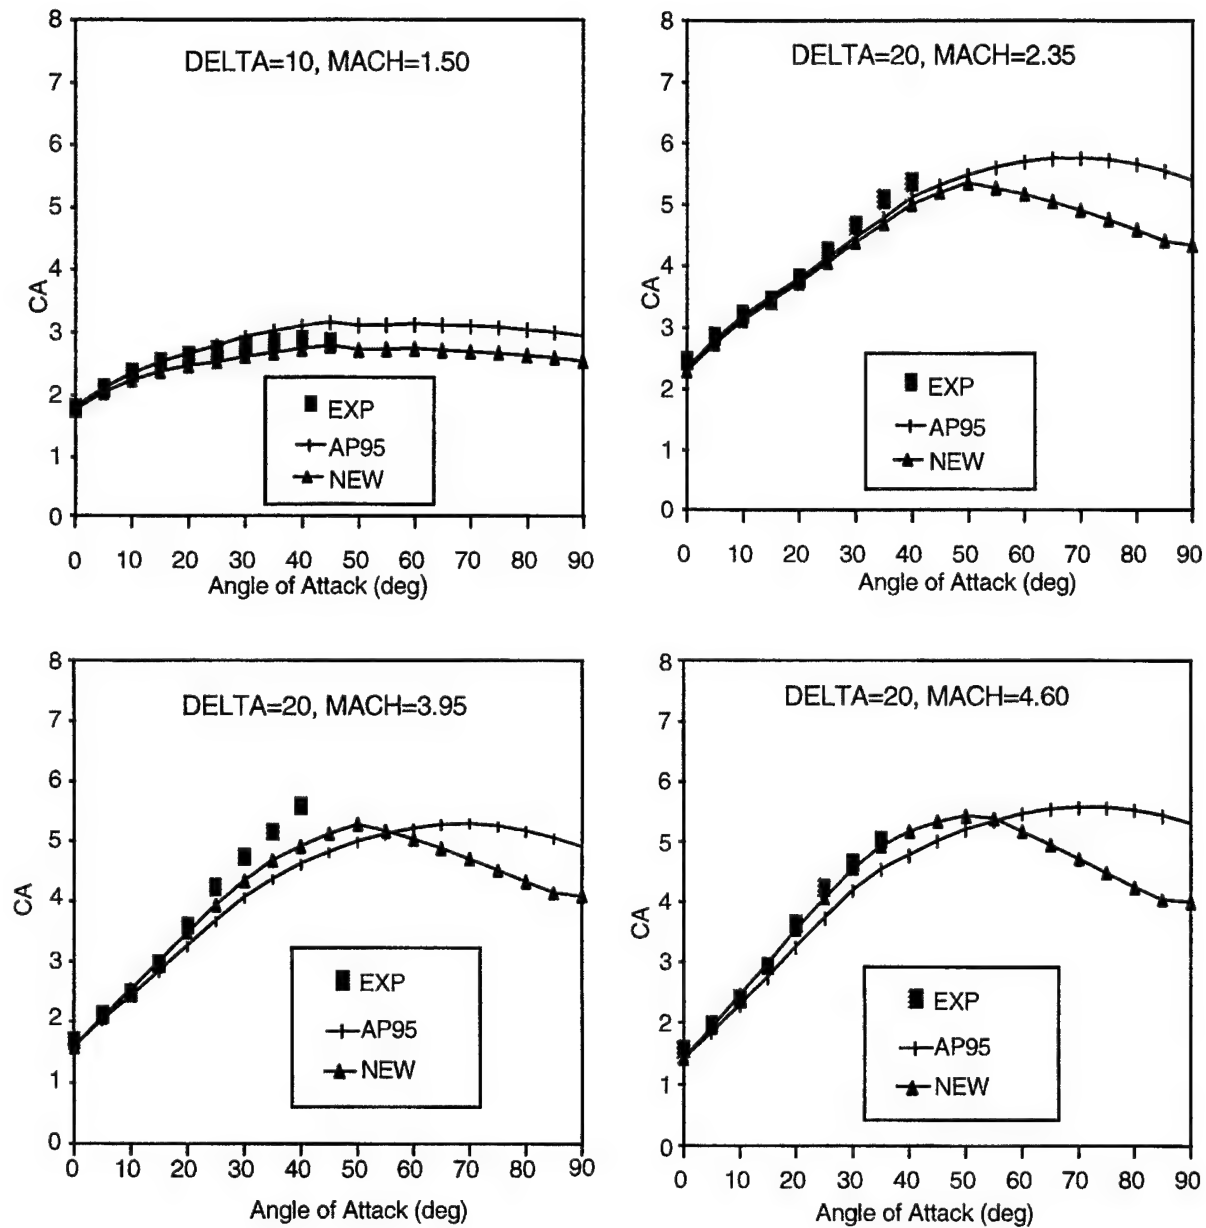 DELTA=10, MACH=1.50
8
7
6
5
4
3
2
1
0
CA
EXP
AP95
NEW
0 10 20 30 40 50 60 70 80 90
Angle of Attack (deg)
DELTA=20, MACH=2.35
8
7
6
5
4
3
2
1
0
CA
EXP
AP95
NEW
0 10 20 30 40 50 60 70 80 90
Angle of Attack (deg)
DELTA=20, MACH=3.95
8
7
6
5
4
3
2
1
0
CA
EXP
AP95
NEW
0 10 20 30 40 50 60 70 80 90
Angle of Attack (deg)
DELTA=20, MACH=4.60
8
7
6
5
4
3
2
1
0
CA
EXP
AP95
NEW
0 10 20 30 40 50 60 70 80 90
Angle of Attack (deg)